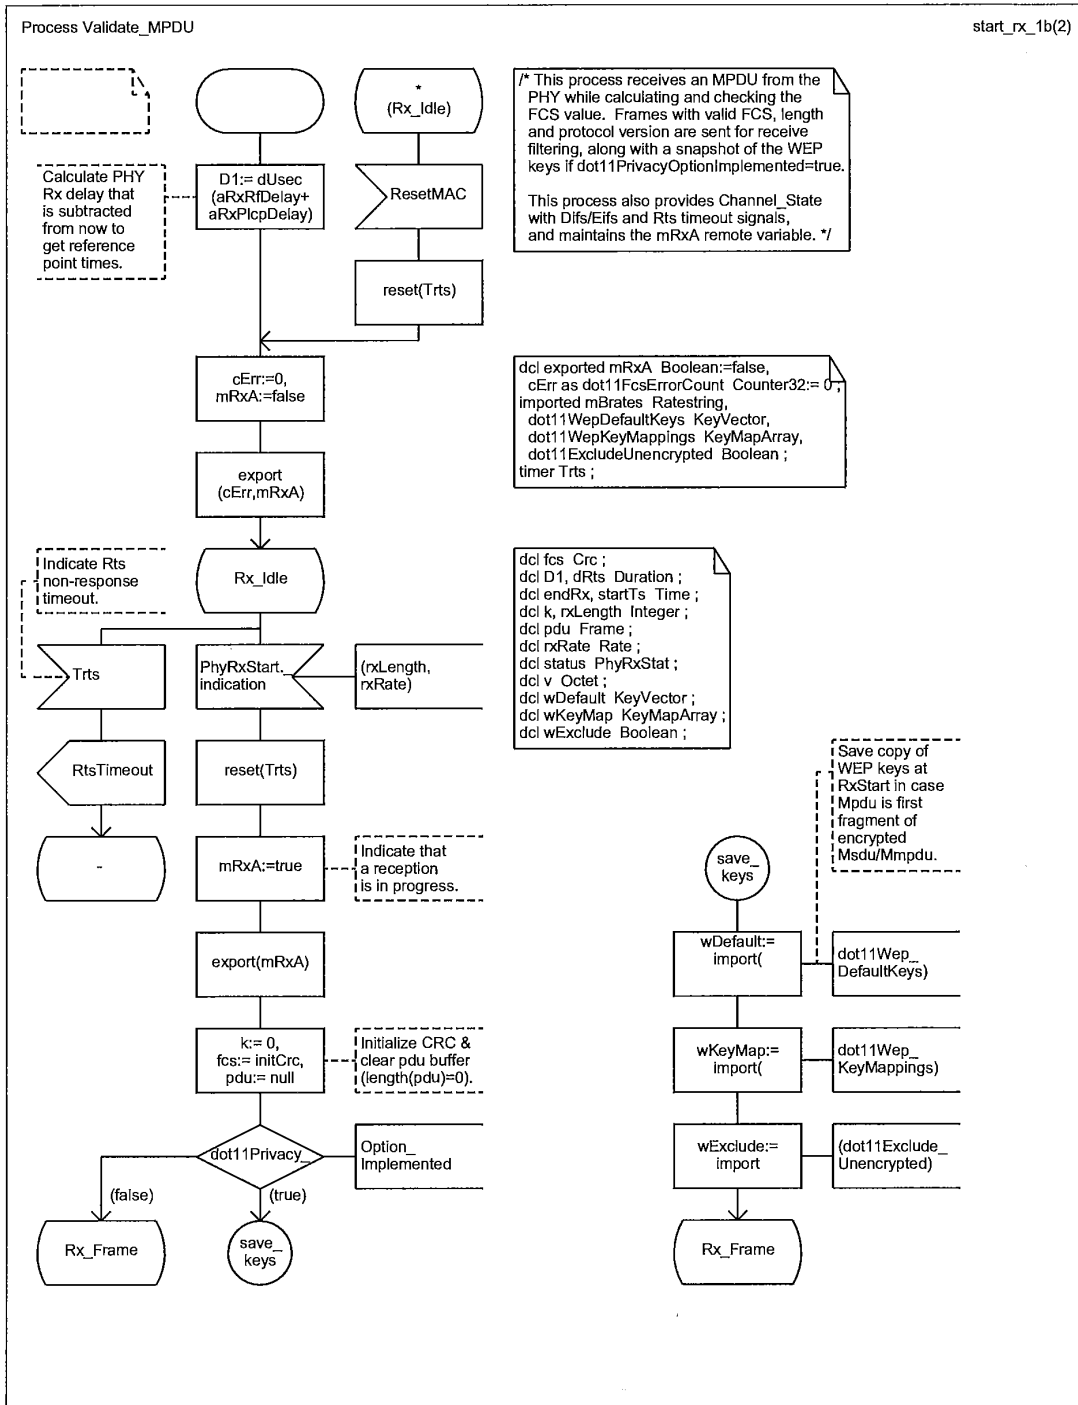 Process Validate_MPDU
start_rx_1b(2)
*
(Rx_Idle)
/* This process receives an MPDU from the
PHY while calculating and checking the
FCS value.  Frames with valid FCS, length
and protocol version are sent for receive
filtering, along with a snapshot of the WEP
keys if dot11PrivacyOptionImplemented=true.
This process also provides Channel_State
with Difs/Eifs and Rts timeout signals,
and maintains the mRxA remote variable. */
Calculate PHY
Rx delay that
is subtracted
from now to
get reference
point times.
D1:= dUsec
(aRxRfDelay+
aRxPlcpDelay)
ResetMAC
reset(Trts)
cErr:=0,
mRxA:=false
dcl exported mRxA  Boolean:=false,
cErr as dot11FcsErrorCount  Counter32:= 0 ;
imported mBrates  Ratestring,
dot11WepDefaultKeys  KeyVector,
dot11WepKeyMappings  KeyMapArray,
dot11ExcludeUnencrypted  Boolean ;
timer Trts ;
export
(cErr,mRxA)
Indicate Rts
non-response
timeout.
Rx_Idle
dcl fcs  Crc ;
dcl D1, dRts  Duration ;
dcl endRx, startTs  Time ;
dcl k, rxLength  Integer ;
dcl pdu  Frame ;
dcl rxRate  Rate ;
dcl status  PhyRxStat ;
dcl v  Octet ;
dcl wDefault  KeyVector ;
dcl wKeyMap  KeyMapArray ;
dcl wExclude  Boolean ;
Trts
PhyRxStart_
indication
(rxLength,
rxRate)
RtsTimeout
reset(Trts)
Save copy of
WEP keys at
RxStart in case
Mpdu is first
fragment of
encrypted
Msdu/Mmpdu.
-
mRxA:=true
Indicate that
a reception
is in progress.
save_
keys
export(mRxA)
wDefault:=
import(
dot11Wep_
DefaultKeys)
k:= 0,
fcs:= initCrc,
pdu:= null
Initialize CRC &
clear pdu buffer
(length(pdu)=0).
wKeyMap:=
import(
dot11Wep_
KeyMappings)
dot11Privacy_
Option_
Implemented
wExclude:=
import
(dot11Exclude_
Unencrypted)
(false)
(true)
Rx_Frame
save_
keys
Rx_Frame